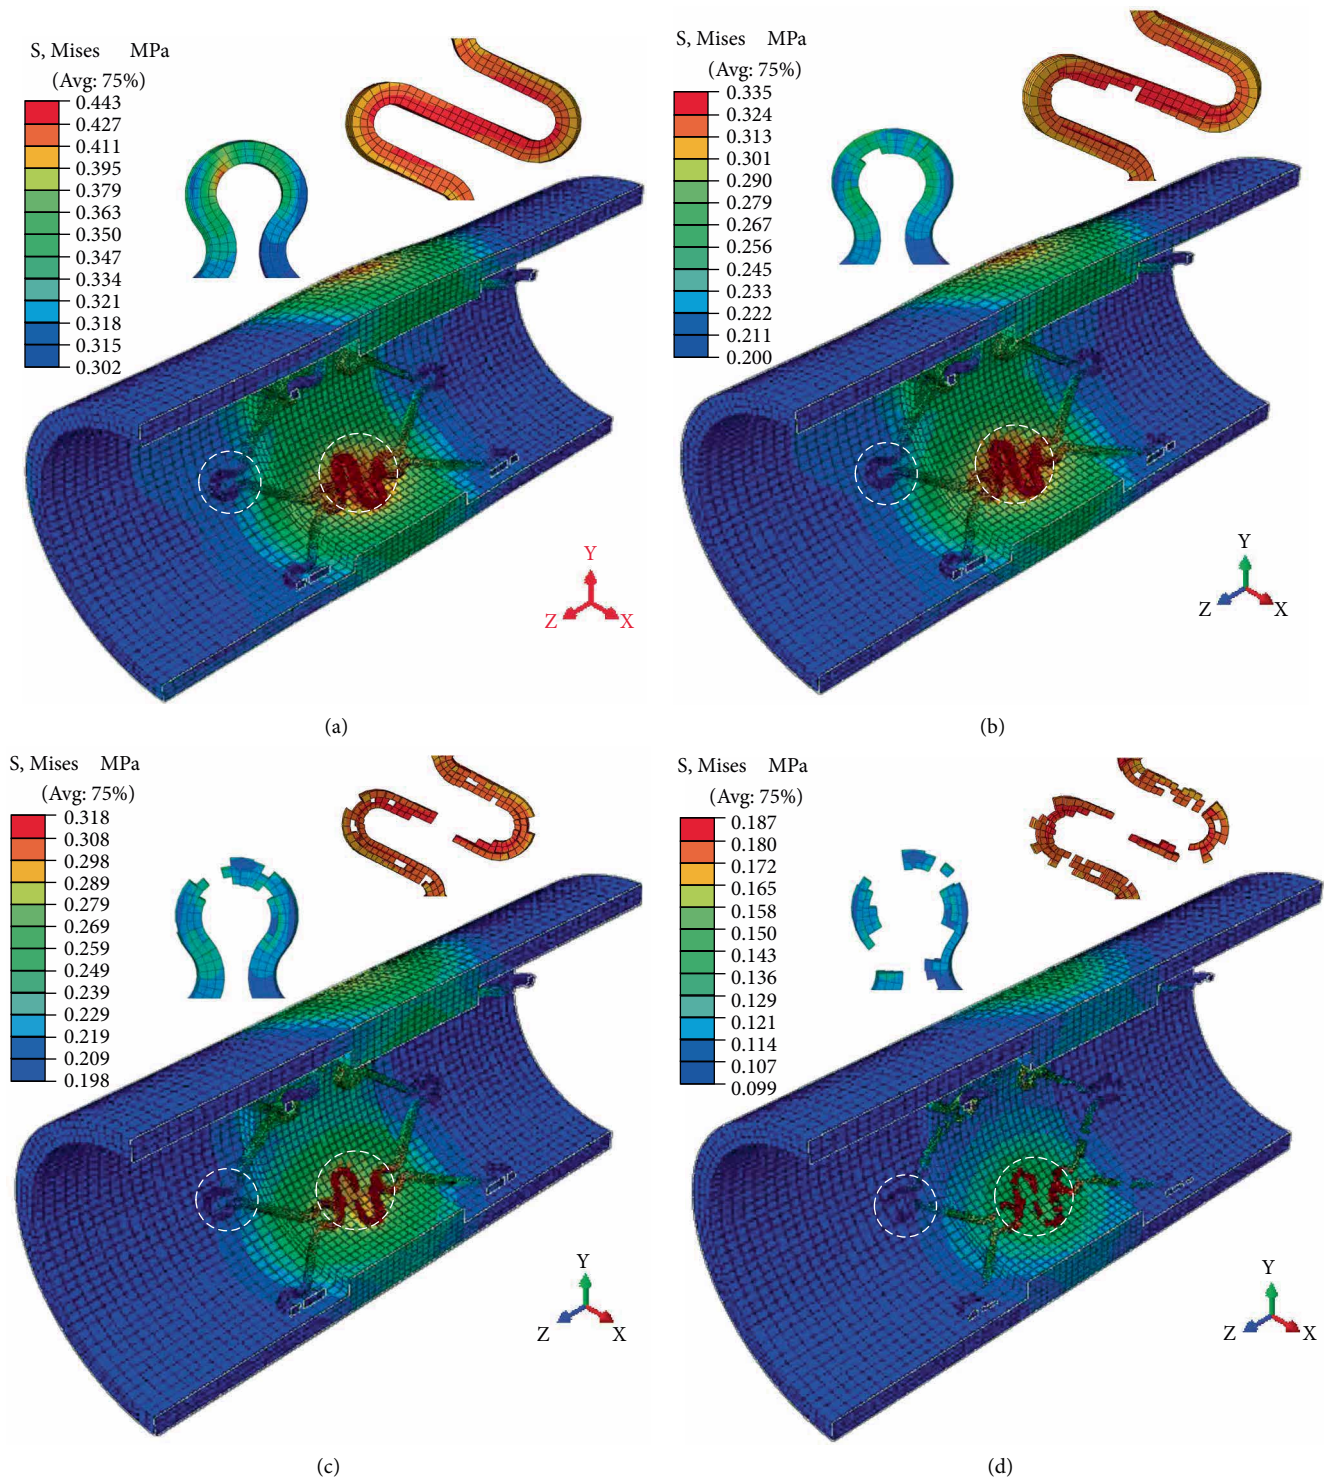 S, Mises MPa
(Avg: 75%)
0.443
0.427
0.411
0.395
0.379
0.363
0.350
0.347
0.334
0.321
0.318
0.315
0.302
Y
Z
X
(a)
S, Mises MPa
(Avg: 75%)
0.335
0.324
0.313
0.301
0.290
0.279
0.267
0.256
0.245
0.233
0.222
0.211
0.200
Y
Z
X
(b)
S, Mises MPa
(Avg: 75%)
0.318
0.308
0.298
0.289
0.279
0.269
0.259
0.249
0.239
0.229
0.219
0.209
0.198
Y
Z
X
(c)
S, Mises MPa
(Avg: 75%)
0.187
0.180
0.172
0.165
0.158
0.150
0.143
0.136
0.129
0.121
0.114
0.107
0.099
Y
Z
X
(d)